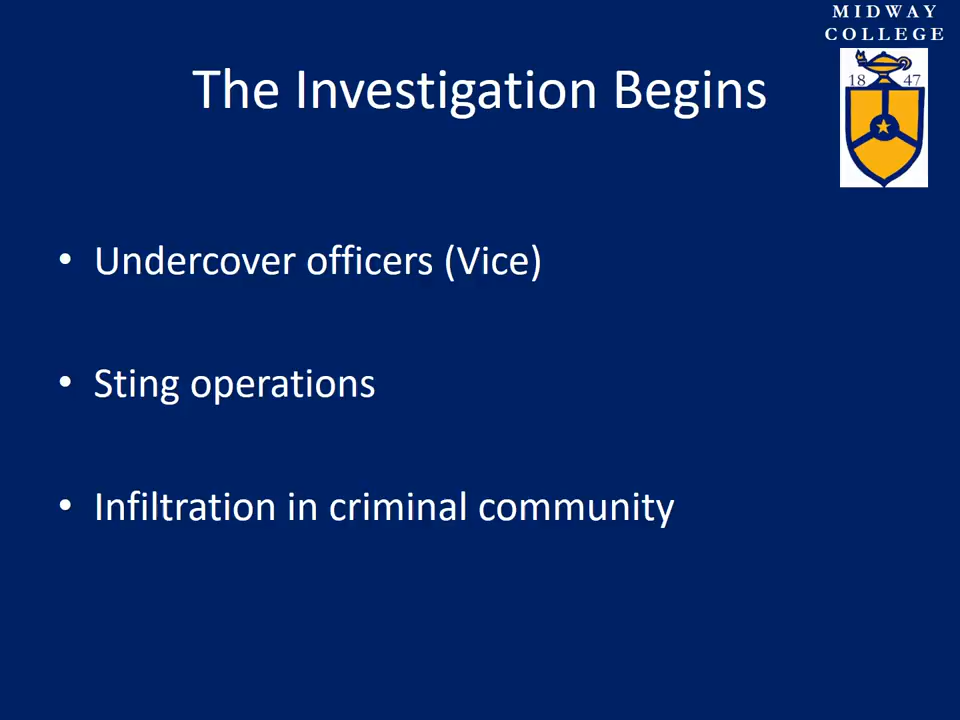 MIDWAY
COLLEGE
18 47
The Investigation Begins
• Undercover officers (Vice)
• Sting operations
• Infiltration in criminal community